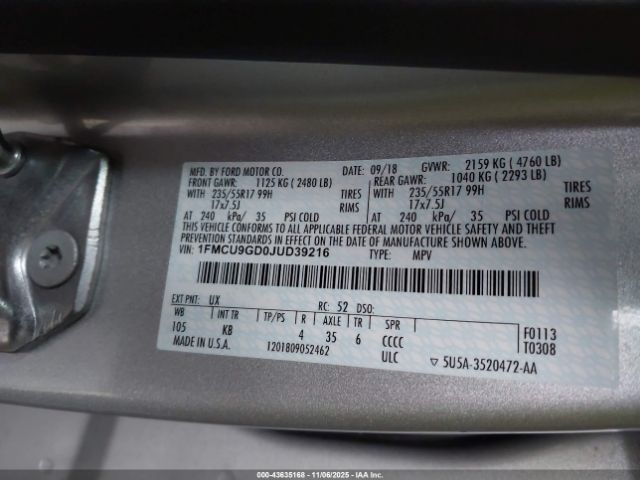 MFD. BY FORD MOTOR CO. DATE: 09/18 GVWR: 2159 KG ( 4760 LB)
FRONT GAWR: 1125 KG ( 2480 LB) REAR GAWR: 1040 KG ( 2293 LB)
WITH 235/55R17 99H TIRES WITH 235/55R17 99H TIRES
17x7.5J RIMS 17x7.5J RIMS
AT 240 kPa/ 35 PSI COLD AT 240 kPa/ 35 PSI COLD
THIS VEHICLE CONFORMS TO ALL APPLICABLE FEDERAL MOTOR VEHICLE SAFETY AND THEFT
PREVENTION STANDARDS IN EFFECT ON THE DATE OF MANUFACTURE SHOWN ABOVE.
VIN: 1FMCU9GD0JUD39216 TYPE: MPV
EXT PNT: UX RC: 52 DSO:
WB INT TR TP/PS R AXLE TR SPR F0113
105 KB 4 35 6 CCCC T0308
MADE IN U.S.A. 1201809052462 ULC ▽ 5U5A-3520472-AA
000-43635168 - 11/06/2025 - IAA Inc.